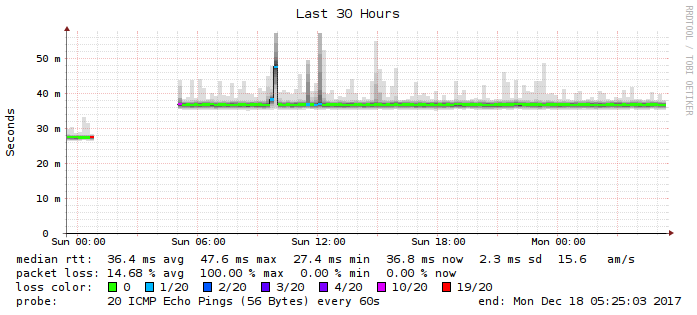 Last 30 Hours
RRDTOOL / TOBI OETIKER
Seconds
50 m
40 m
30 m
20 m
10 m
0
Sun 00:00 Sun 06:00 Sun 12:00 Sun 18:00 Mon 00:00
median rtt: 36.4 ms avg 47.6 ms max 27.4 ms min 36.8 ms now 2.3 ms sd 15.6 am/s
packet loss: 14.68 % avg 100.00 % max 0.00 % min 0.00 % now
loss color: 0 1/20 2/20 3/20 4/20 10/20 19/20
probe: 20 ICMP Echo Pings (56 Bytes) every 60s end: Mon Dec 18 05:25:03 2017